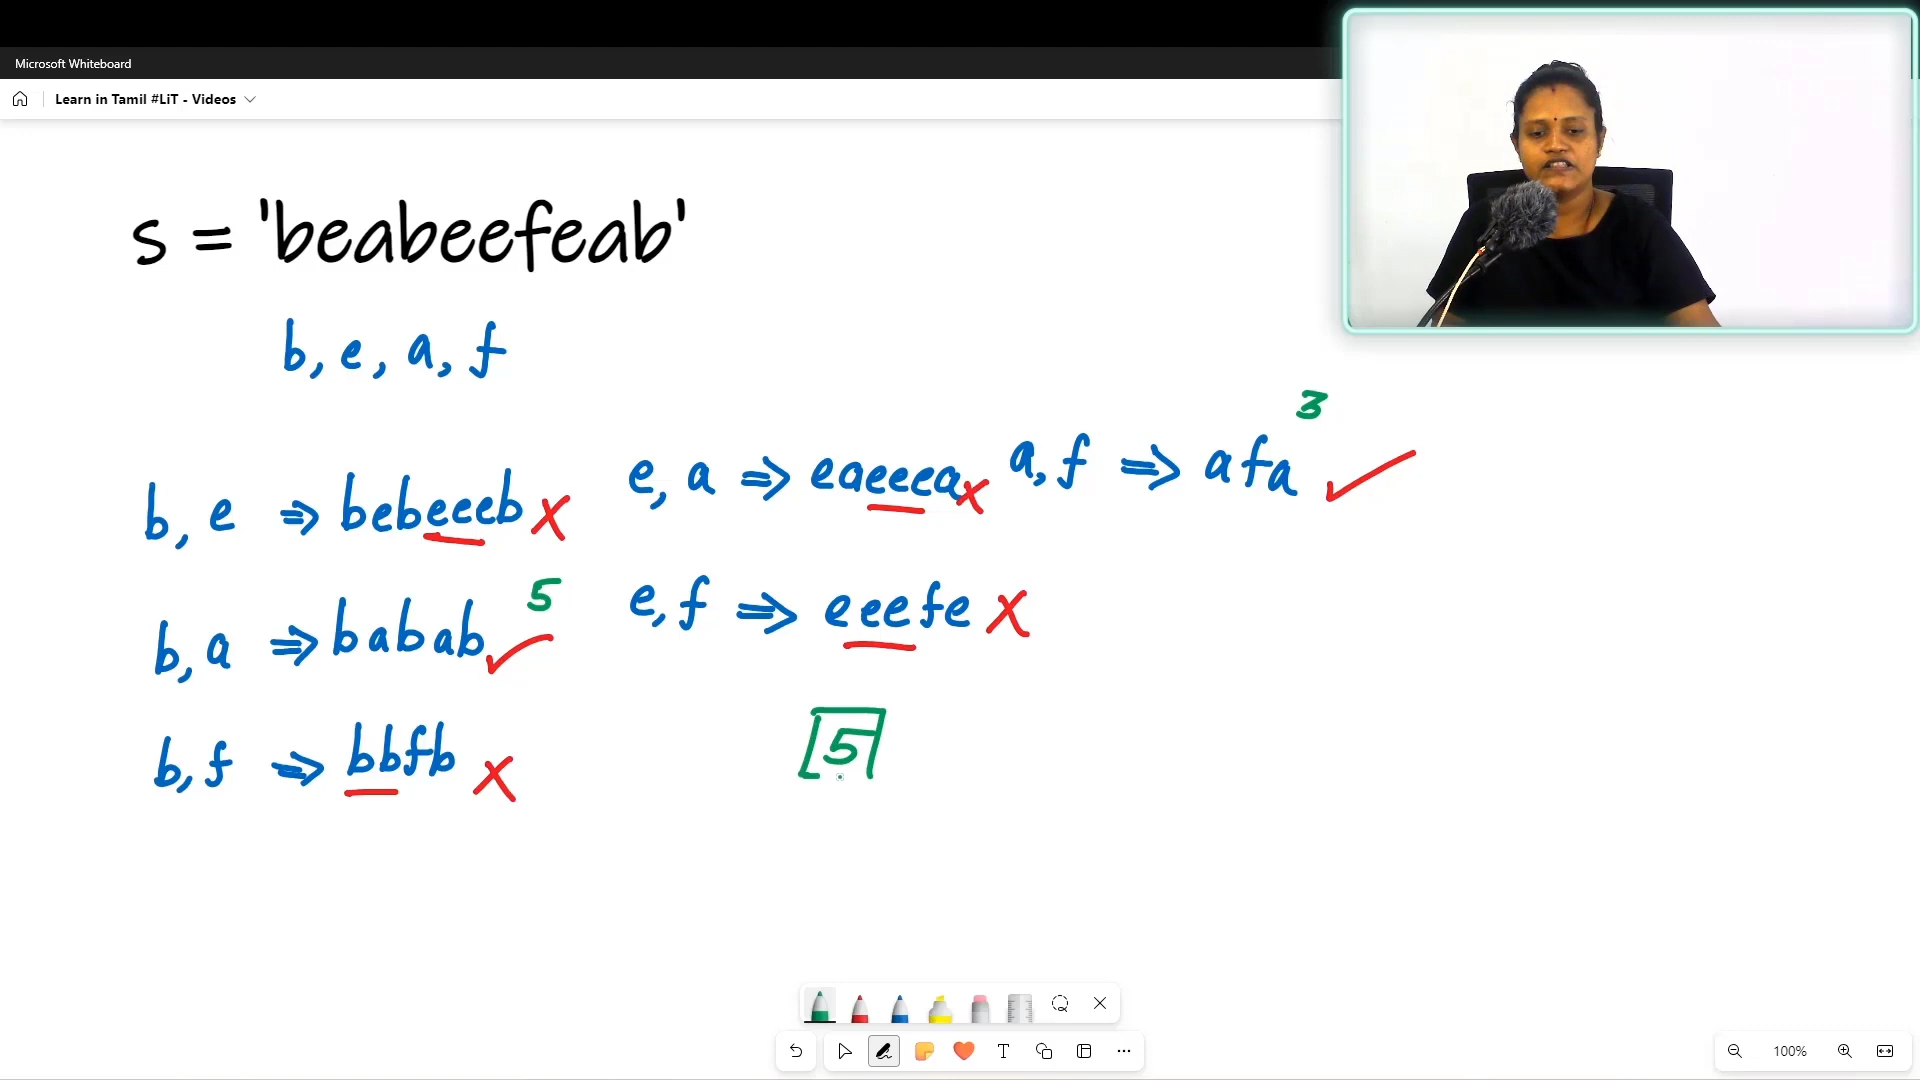 Microsoft Whiteboard
Learn in Tamil #LiT - Videos
s = 'beabeefeab'
b, e, a, f
b, e ⇒ bebeeeb x
b, a ⇒ babab 5 ✓
b, f ⇒ bbfb x
e, a ⇒ eaeeea x
e, f ⇒ eeefe x
a, f ⇒ afa 3 ✓
5
100%